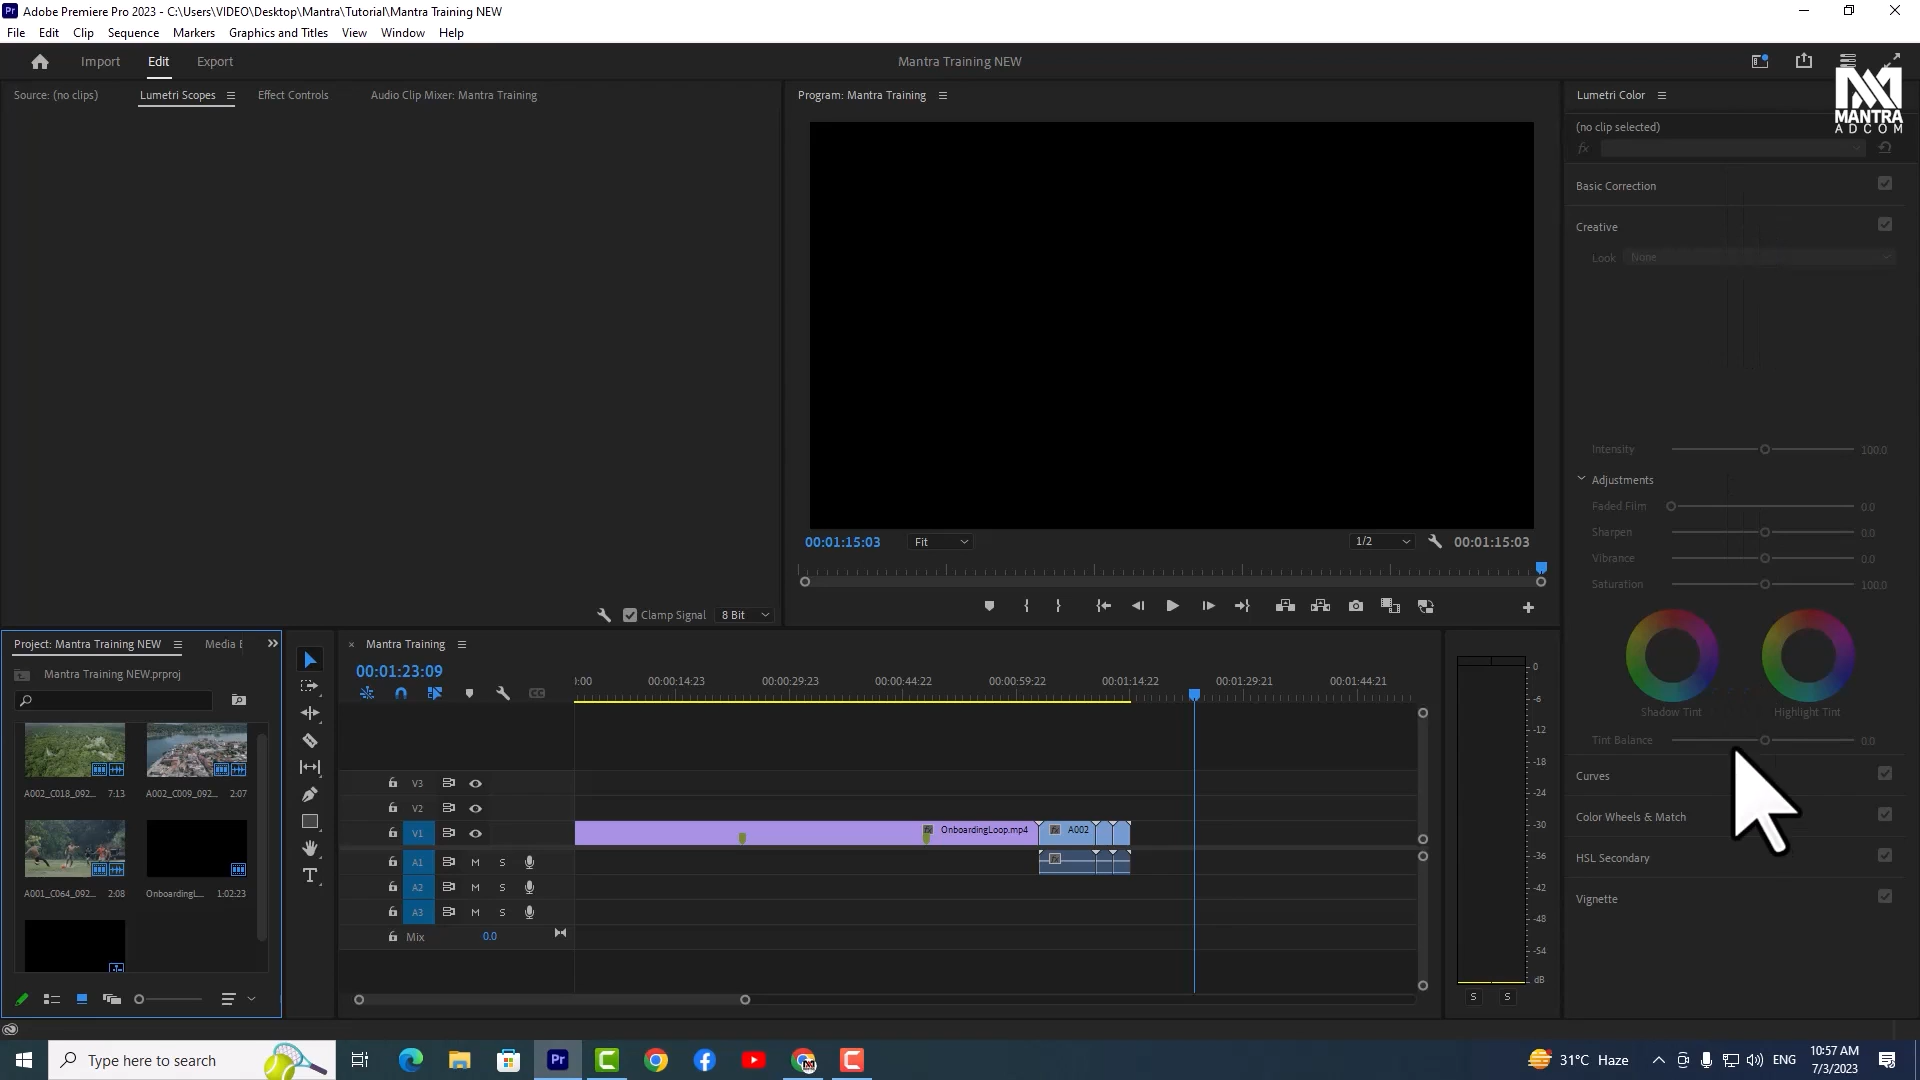 Adobe Premiere Pro 2023 - C:\Users\VIDEO\Desktop\Mantra\Tutorial\Mantra Training NEW
File Edit Clip Sequence Markers Graphics and Titles View Window Help
Import Edit Export Mantra Training NEW
MANTRA
ADCOM
Source: (no clips) Lumetri Scopes Effect Controls Audio Clip Mixer: Mantra Training
Program: Mantra Training
Lumetri Color
(no clip selected)
fx
Basic Correction
Creative
Look None
Intensity 100.0
Adjustments
Faded Film 0.0
Sharpen 0.0
Vibrance 0.0
Saturation 100.0
Shadow Tint Highlight Tint
Tint Balance 0.0
Curves
Color Wheels & Match
HSL Secondary
Vignette
00:01:15:03 Fit 1/2 00:01:15:03
Clamp Signal 8 Bit
Project: Mantra Training NEW Media
Mantra Training NEW.prproj
A002_C018_092... 7:13 A002_C009_092... 2:07
A001_C064_092... 2:08 OnboardingL... 1:02:23
Mantra Training
00:01:23:09
:00 00:00:14:23 00:00:29:23 00:00:44:22 00:00:59:22 00:01:14:22 00:01:29:21 00:01:44:21
V3
V2
V1 fx OnboardingLoop.mp4 fx A002
A1 M S fx
A2 M S
A3 M S
Mix 0.0
0
-6
-12
-18
-24
-30
-36
-42
-48
-54
dB
S S
Type here to search
Pr
31°C Haze ENG
10:57 AM
7/3/2023